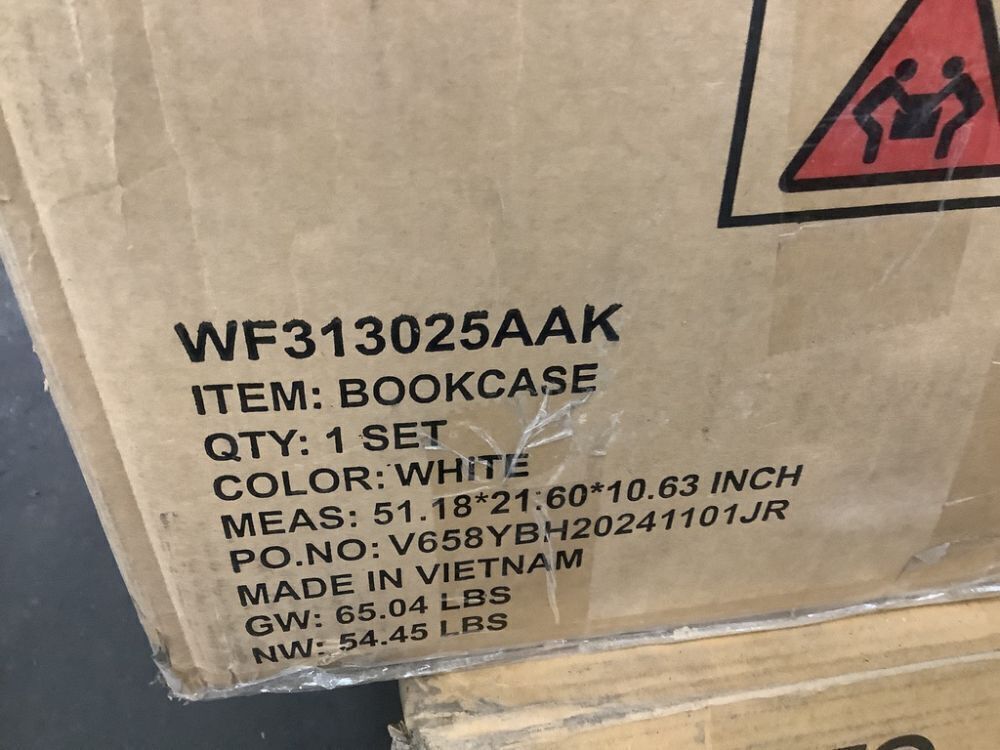 WF313025AAK
ITEM: BOOKCASE
QTY: 1 SET
COLOR: WHITE
MEAS: 51.18*21.60*10.63 INCH
PO.NO: V658YBH20241101JR
MADE IN VIETNAM
GW: 65.04 LBS
NW: 54.45 LBS